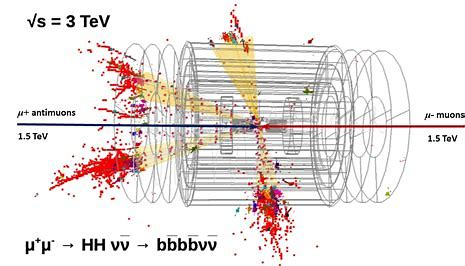 √s = 3 TeV
μ+ antimuons
1.5 TeV
μ- muons
1.5 TeV
μ⁺μ⁻ → HH νν̅ → bb̅bb̅νν̅